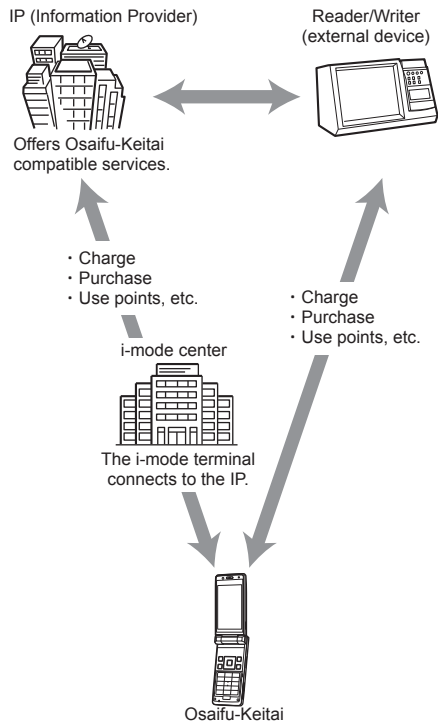 IP (Information Provider)
Reader/Writer
(external device)
Offers Osaifu-Keitai
compatible services.
・Charge
・Purchase
・Use points, etc.
・Charge
・Purchase
・Use points, etc.
i-mode center
The i-mode terminal
connects to the IP.
Osaifu-Keitai